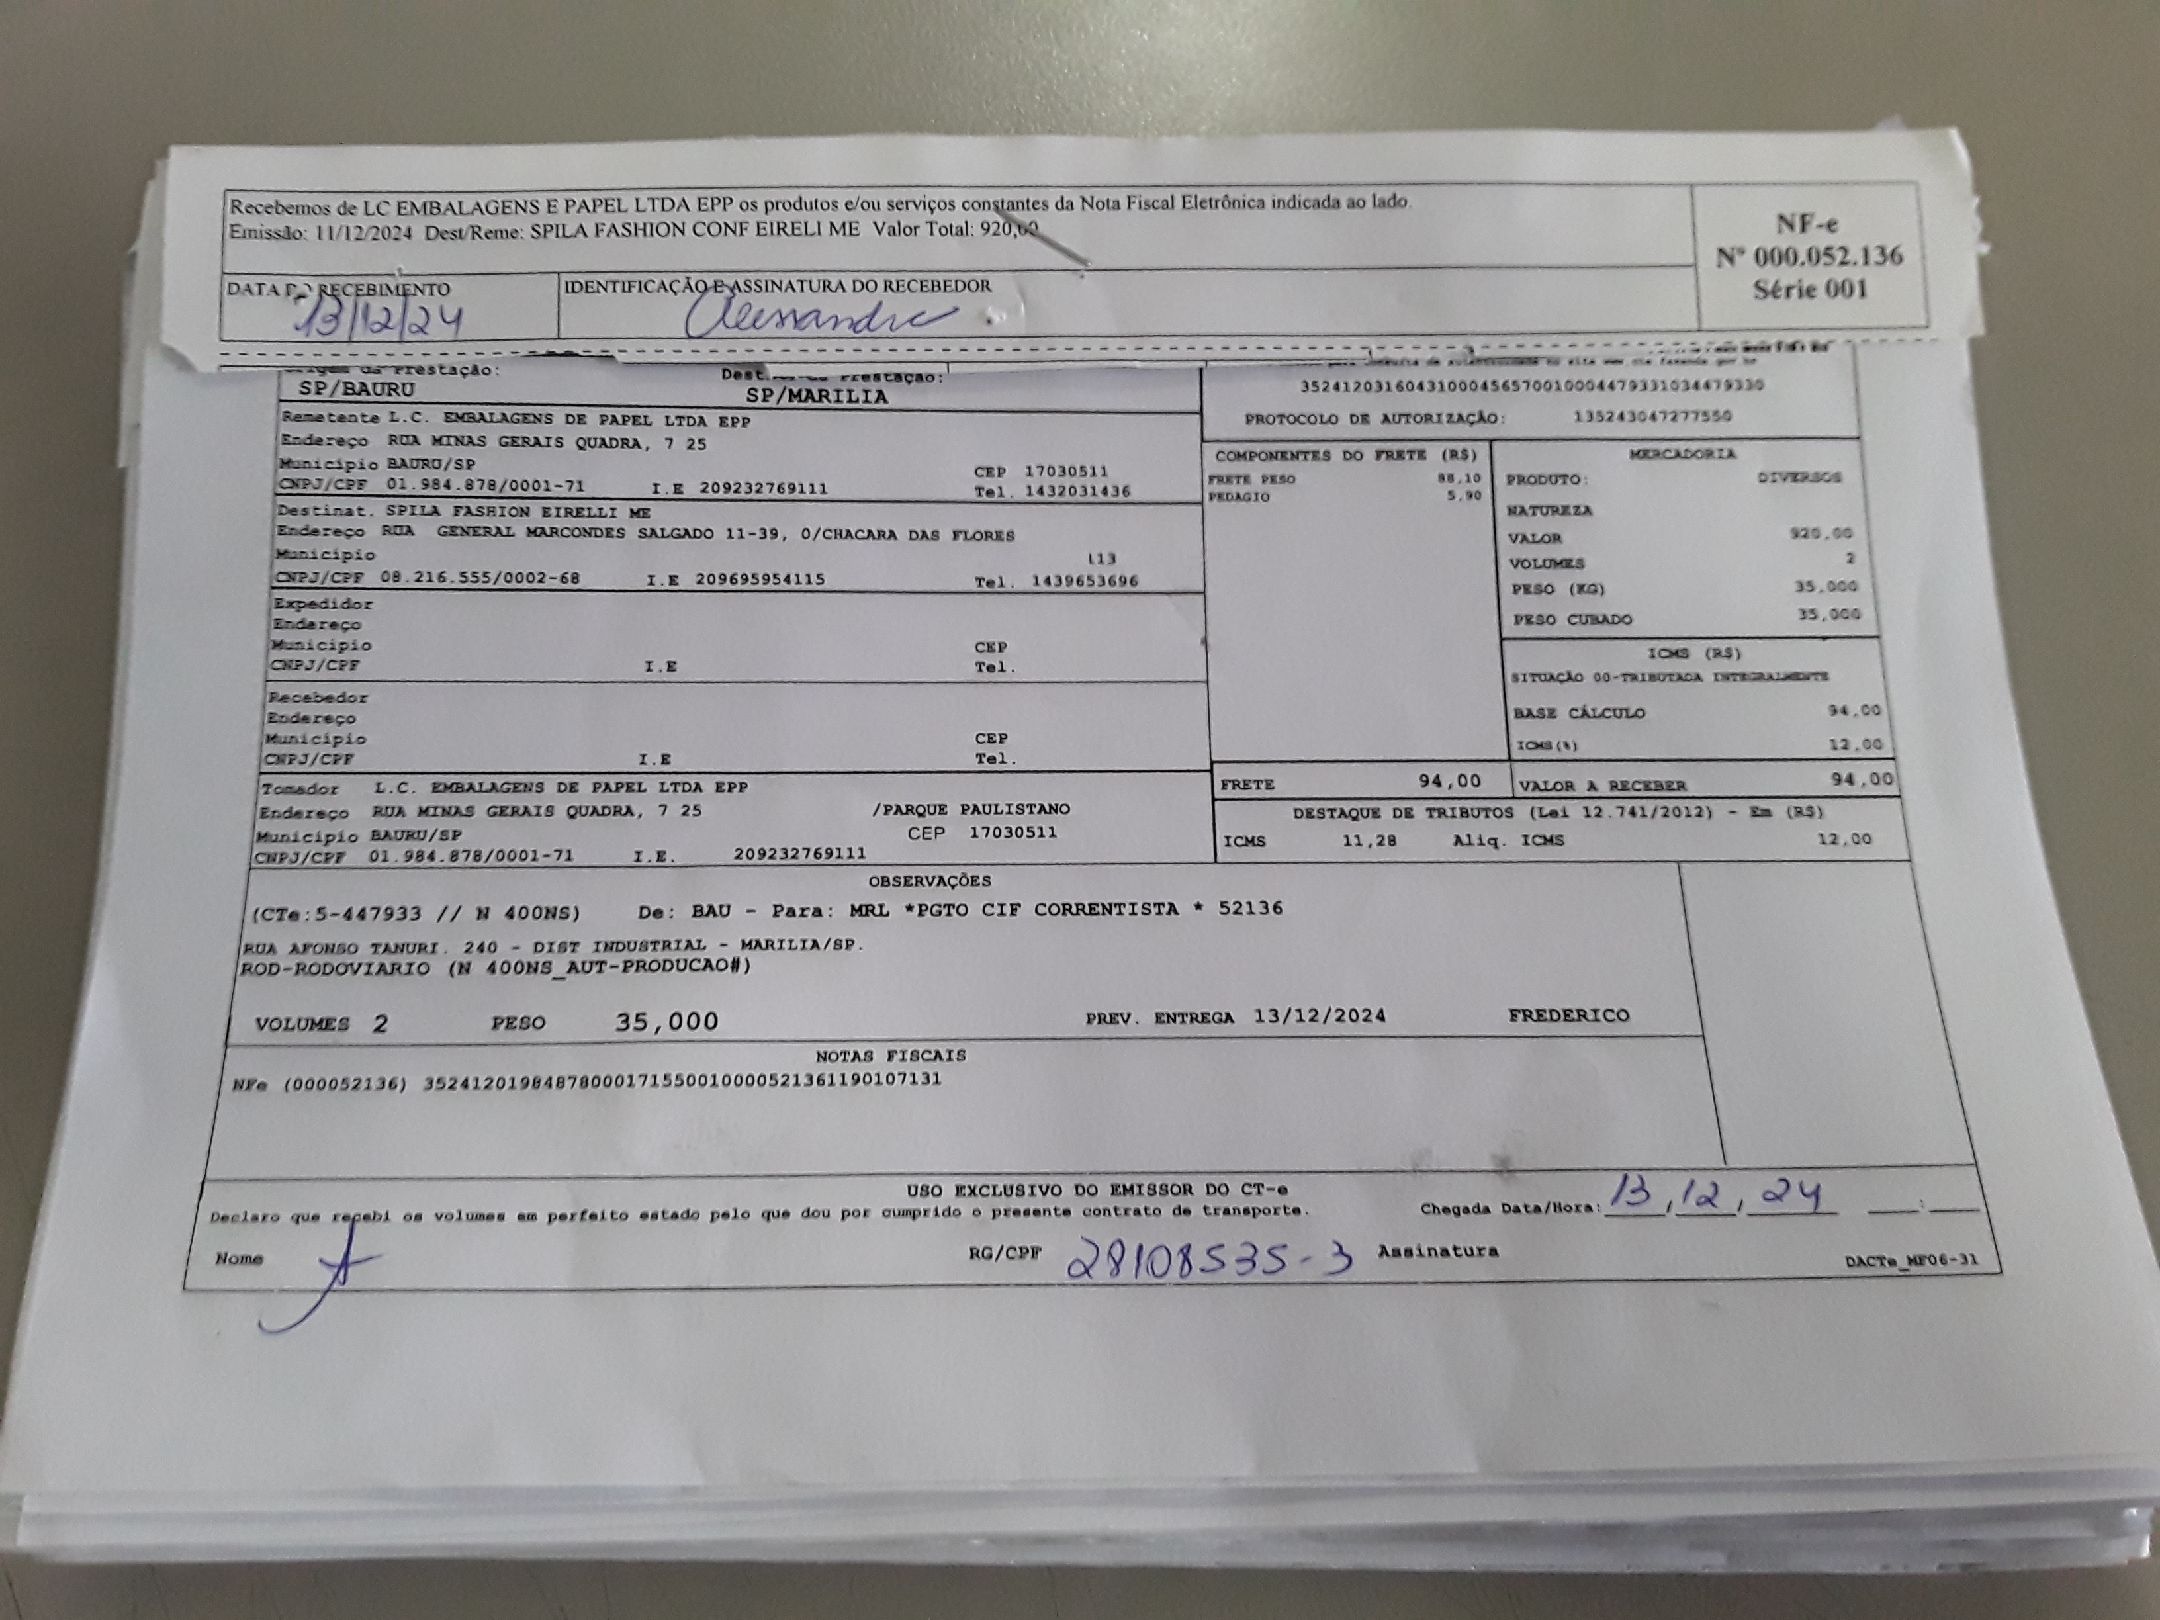 Recebemos de LC EMBALAGENS E PAPEL LTDA EPP os produtos e/ou serviços constantes da Nota Fiscal Eletrônica indicada ao lado.
Emissão: 11/12/2024 Dest/Reme: SPILA FASHION CONF EIRELI ME Valor Total: 920,00
NF-e
Nº 000.052.136
Série 001
DATA DO RECEBIMENTO
13/12/24
IDENTIFICAÇÃO E ASSINATURA DO RECEBEDOR
Alessandra
Origem da Prestação:
SP/BAURU
Prestação:
SP/MARILIA
35241203160431000456570010004479331034479330
PROTOCOLO DE AUTORIZAÇÃO: 135243047277550
Remetente L.C. EMBALAGENS DE PAPEL LTDA EPP
Endereço RUA MINAS GERAIS QUADRA, 7 25
Município BAURU/SP CEP 17030511
CNPJ/CPF 01.984.878/0001-71 I.E 209232769111 Tel. 1432031436
Destinat. SPILA FASHION EIRELLI ME
Endereço RUA GENERAL MARCONDES SALGADO 11-39, 0/CHACARA DAS FLORES
Município 113
CNPJ/CPF 08.216.555/0002-68 I.E 209695954115 Tel. 1439653696
Expedidor
Endereço
Município CEP
CNPJ/CPF I.E Tel.
Recebedor
Endereço
Município CEP
CNPJ/CPF I.E Tel.
Tomador L.C. EMBALAGENS DE PAPEL LTDA EPP
Endereço RUA MINAS GERAIS QUADRA, 7 25 /PARQUE PAULISTANO
Município BAURU/SP CEP 17030511
CNPJ/CPF 01.984.878/0001-71 I.E. 209232769111
COMPONENTES DO FRETE (R$)
FRETE PESO 88,10
PEDAGIO 5,90
MERCADORIA
PRODUTO: DIVERSOS
NATUREZA
VALOR 920,00
VOLUMES 2
PESO (KG) 35,000
PESO CUBADO 35,000
ICMS (R$)
SITUAÇÃO 00-TRIBUTADA INTEGRALMENTE
BASE CÁLCULO 94,00
ICMS(%) 12,00
FRETE 94,00 VALOR A RECEBER 94,00
DESTAQUE DE TRIBUTOS (Lei 12.741/2012) - Em (R$)
ICMS 11,28 Aliq. ICMS 12,00
OBSERVAÇÕES
(CTe:5-447933 // N 400NS) De: BAU - Para: MRL *PGTO CIF CORRENTISTA * 52136
RUA AFONSO TANURI. 240 - DIST INDUSTRIAL - MARILIA/SP.
ROD-RODOVIARIO (N 400NS_AUT-PRODUCAO#)
VOLUMES 2 PESO 35,000 PREV. ENTREGA 13/12/2024 FREDERICO
NOTAS FISCAIS
NFe (000052136) 35241201984878000171550010000521361190107131
USO EXCLUSIVO DO EMISSOR DO CT-e
Declaro que recebi os volumes em perfeito estado pelo que dou por cumprido o presente contrato de transporte. Chegada Data/Hora: 13/12/24 __:__
Nome RG/CPF 28108535-3 Assinatura DACTe_MF06-31